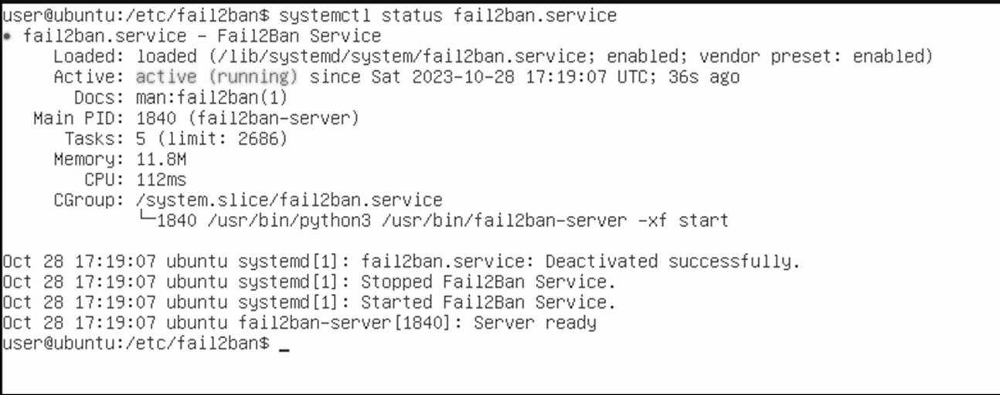 user@ubuntu:/etc/fail2ban$ systemctl status fail2ban.service
● fail2ban.service - Fail2Ban Service
     Loaded: loaded (/lib/systemd/system/fail2ban.service; enabled; vendor preset: enabled)
     Active: active (running) since Sat 2023-10-28 17:19:07 UTC; 36s ago
       Docs: man:fail2ban(1)
   Main PID: 1840 (fail2ban-server)
      Tasks: 5 (limit: 2686)
     Memory: 11.8M
        CPU: 112ms
     CGroup: /system.slice/fail2ban.service
             └─1840 /usr/bin/python3 /usr/bin/fail2ban-server -xf start

Oct 28 17:19:07 ubuntu systemd[1]: fail2ban.service: Deactivated successfully.
Oct 28 17:19:07 ubuntu systemd[1]: Stopped Fail2Ban Service.
Oct 28 17:19:07 ubuntu systemd[1]: Started Fail2Ban Service.
Oct 28 17:19:07 ubuntu fail2ban-server[1840]: Server ready
user@ubuntu:/etc/fail2ban$ _